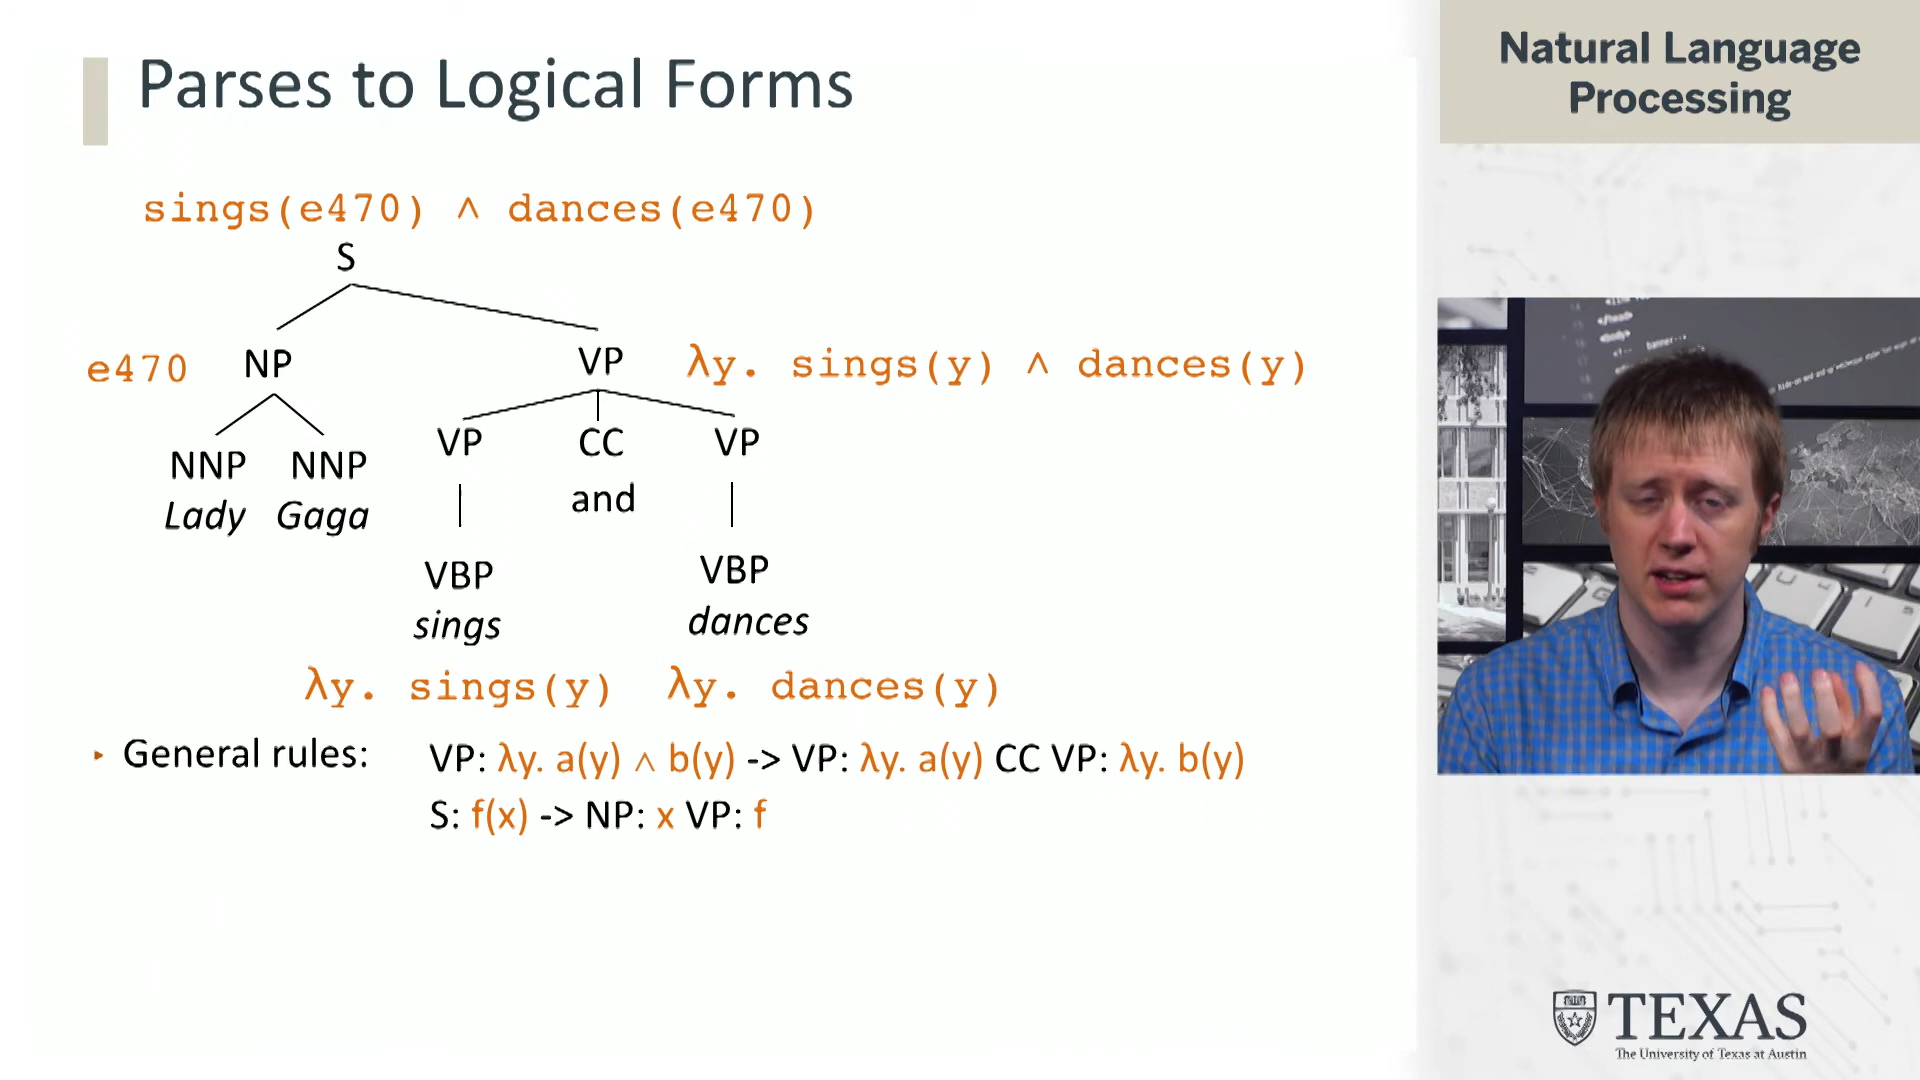 Parses to Logical Forms
Natural Language
Processing
sings(e470) ∧ dances(e470)
S
e470 NP VP λy. sings(y) ∧ dances(y)
VP CC VP
NNP NNP and
Lady Gaga
VBP VBP
sings dances
λy. sings(y) λy. dances(y)
‣ General rules: VP: λy. a(y) ∧ b(y) -> VP: λy. a(y) CC VP: λy. b(y)
S: f(x) -> NP: x VP: f
</head>
<body>
TEXAS
The University of Texas at Austin